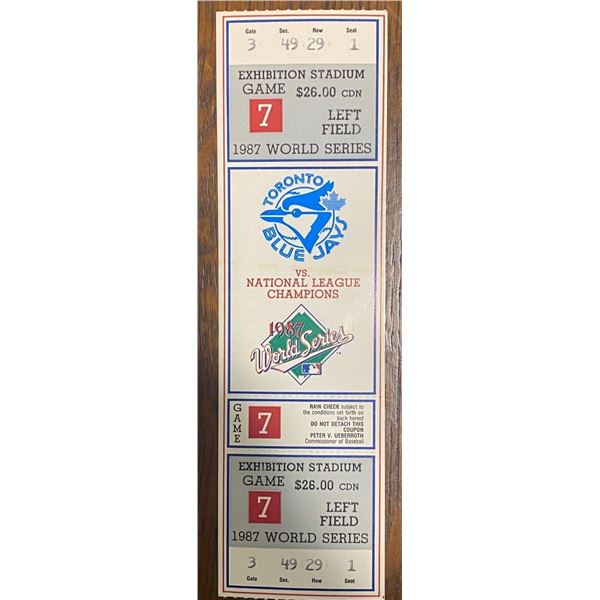 Gate Sec. Row Seat
3 49 29 1
EXHIBITION STADIUM
GAME $26.00 CDN
7 LEFT
FIELD
1987 WORLD SERIES
TORONTO
BLUE JAYS
VS.
NATIONAL LEAGUE
CHAMPIONS
1987
World Series
TM
GAME
7
RAIN CHECK subject to
the conditions set forth on
back hereof
DO NOT DETACH THIS
COUPON
PETER V. UEBERROTH
Commissioner of Baseball
EXHIBITION STADIUM
GAME $26.00 CDN
7 LEFT
FIELD
1987 WORLD SERIES
3 49 29 1
Gate Sec. Row Seat